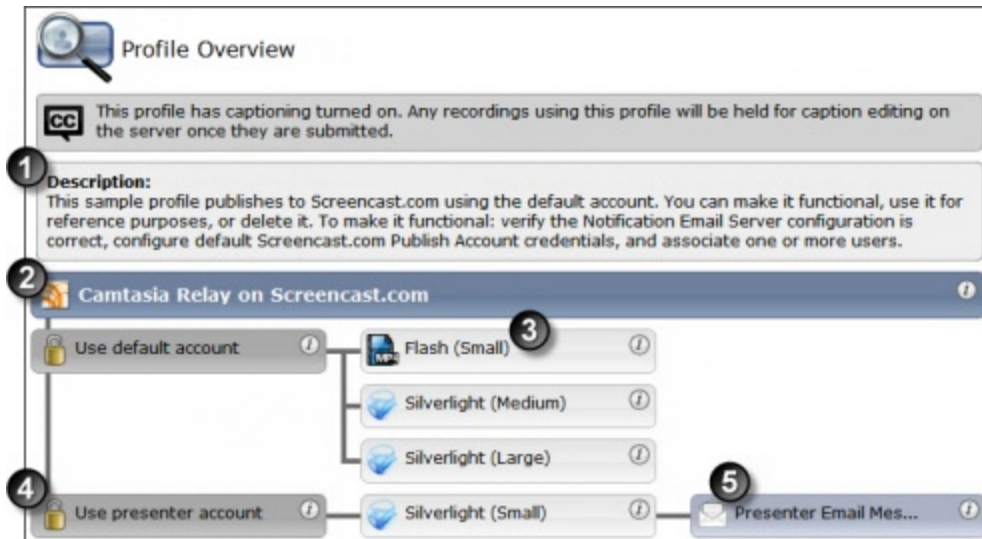 Profile Overview
CC
This profile has captioning turned on. Any recordings using this profile will be held for caption editing on
the server once they are submitted.
1
Description:
This sample profile publishes to Screencast.com using the default account. You can make it functional, use it for
reference purposes, or delete it. To make it functional: verify the Notification Email Server configuration is
correct, configure default Screencast.com Publish Account credentials, and associate one or more users.
2
Camtasia Relay on Screencast.com
i
3
Use default account
i
MP4
Flash (Small)
i
Silverlight (Medium)
i
Silverlight (Large)
i
4
5
Use presenter account
i
Silverlight (Small)
i
Presenter Email Mes...
i